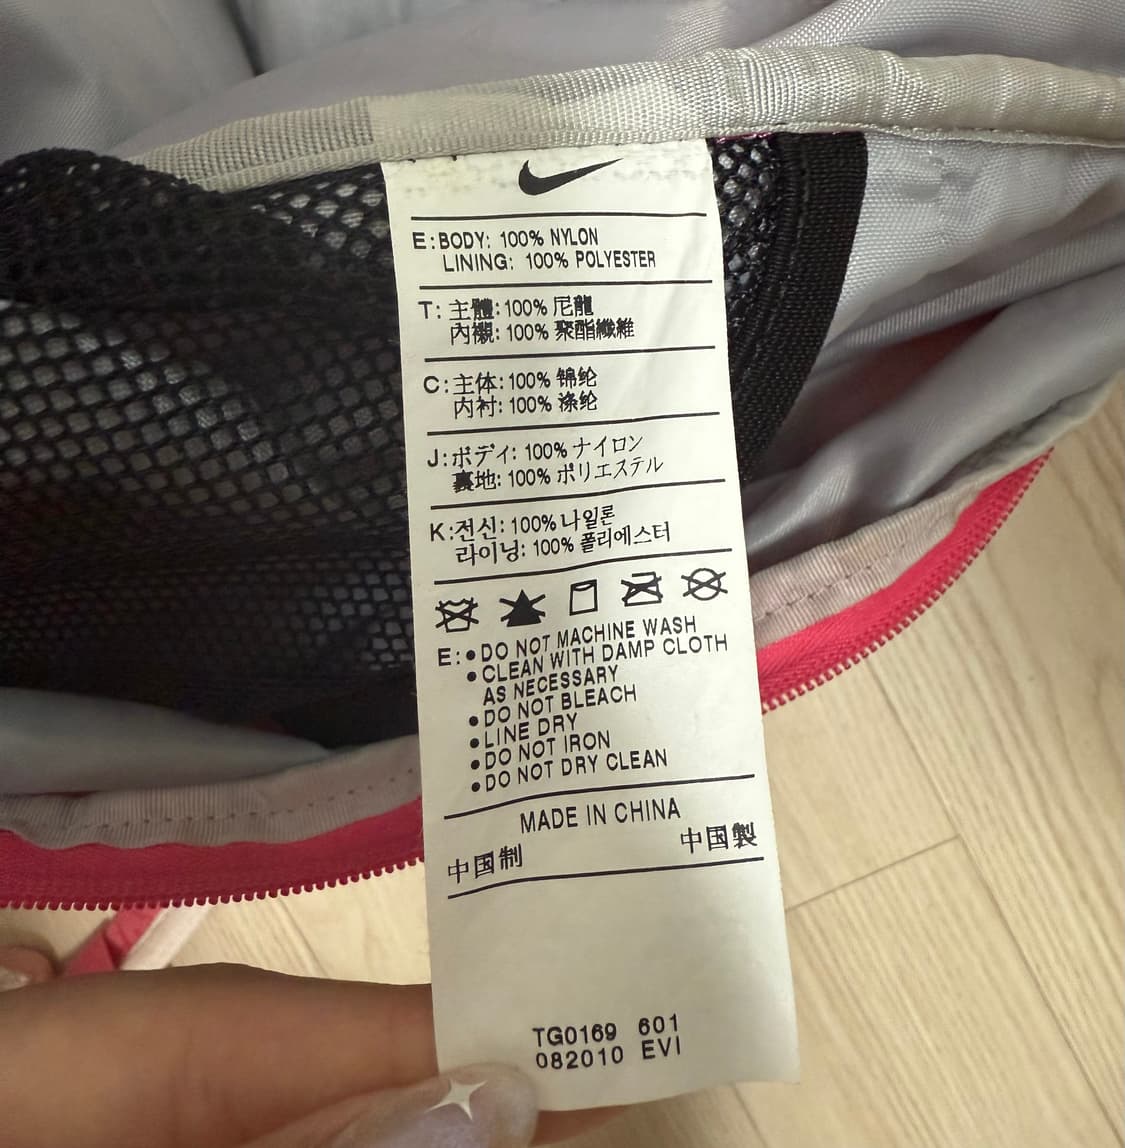 E: BODY: 100% NYLON
LINING: 100% POLYESTER
T: 主體: 100% 尼龍
內襯: 100% 聚酯纖維
C: 主体: 100% 锦纶
内衬: 100% 涤纶
J: ボディ: 100% ナイロン
裏地: 100% ポリエステル
K: 전신: 100% 나일론
라이닝: 100% 폴리에스터
E: • DO NOT MACHINE WASH
• CLEAN WITH DAMP CLOTH
AS NECESSARY
• DO NOT BLEACH
• LINE DRY
• DO NOT IRON
• DO NOT DRY CLEAN
MADE IN CHINA
中国制 中国製
TG0169 601
082010 EVI